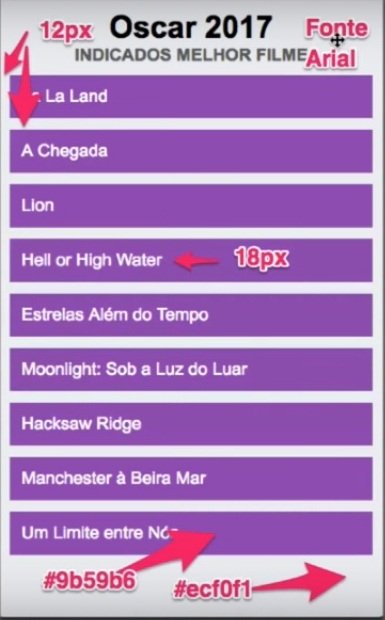 12px
Oscar 2017
Fonte
INDICADOS MELHOR FILME
Arial
La Land
A Chegada
Lion
Hell or High Water
18px
Estrelas Além do Tempo
Moonlight: Sob a Luz do Luar
Hacksaw Ridge
Manchester à Beira Mar
Um Limite entre Nós
#9b59b6
#ecf0f1